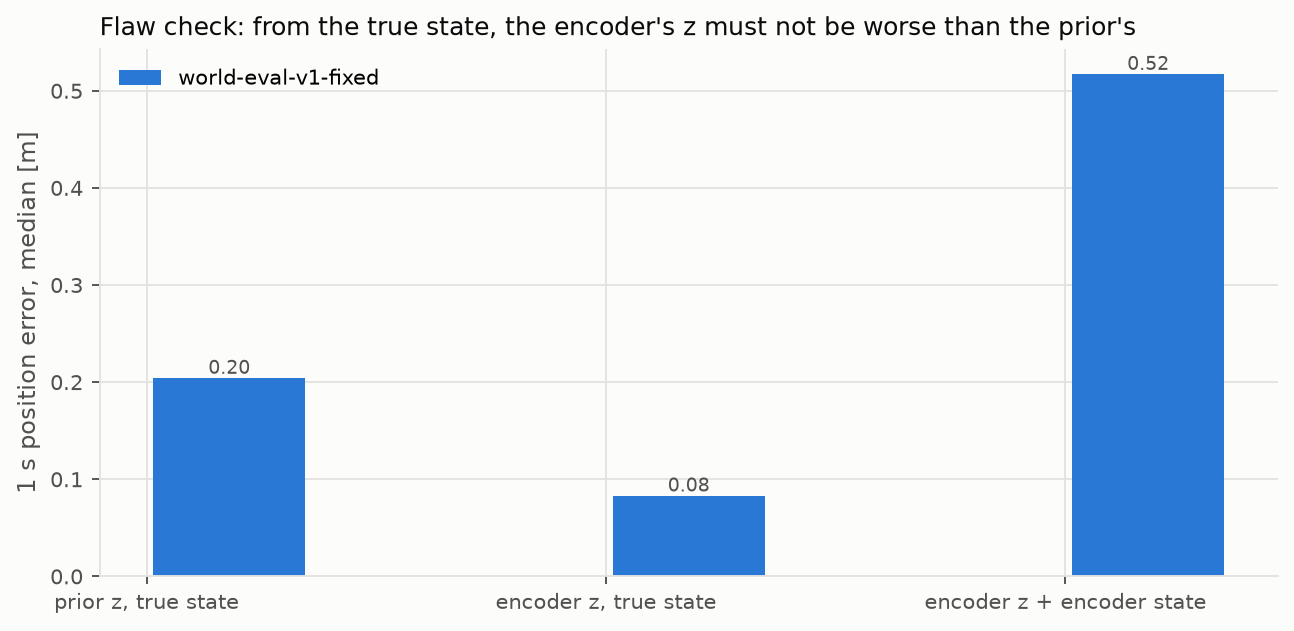 Flaw check: from the true state, the encoder's z must not be worse than the prior's
world-eval-v1-fixed
1 s position error, median [m]
0.5
0.4
0.3
0.2
0.1
0.0
0.20
0.08
0.52
prior z, true state
encoder z, true state
encoder z + encoder state